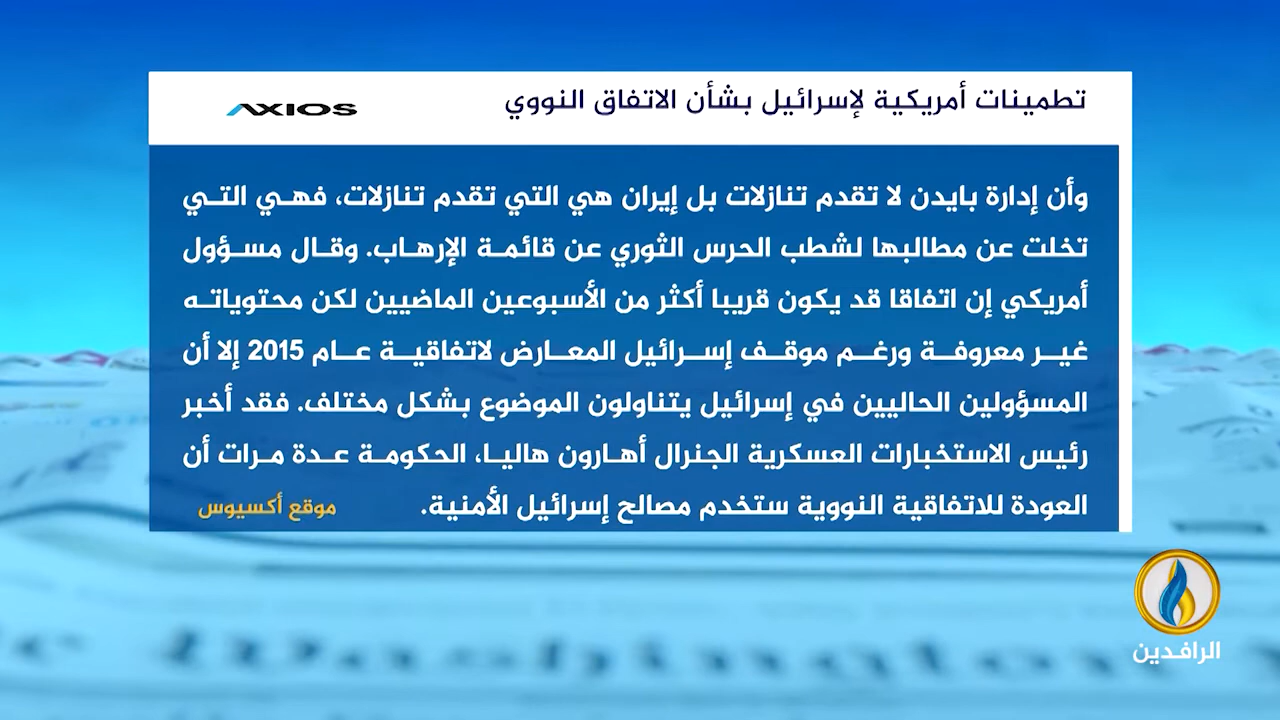 تطمينات أمريكية لإسرائيل بشأن الاتفاق النووي
AXIOS
وأن إدارة بايدن لا تقدم تنازلات بل إيران هي التي تقدم تنازلات، فهي التي
تخلت عن مطالبها لشطب الحرس الثوري عن قائمة الإرهاب. وقال مسؤول
أمريكي إن اتفاقا قد يكون قريبا أكثر من الأسبوعين الماضيين لكن محتوياته
غير معروفة ورغم موقف إسرائيل المعارض لاتفاقية عام 2015 إلا أن
المسؤولين الحاليين في إسرائيل يتناولون الموضوع بشكل مختلف. فقد أخبر
رئيس الاستخبارات العسكرية الجنرال أهارون هاليا، الحكومة عدة مرات أن
العودة للاتفاقية النووية ستخدم مصالح إسرائيل الأمنية.
موقع أكسيوس
الرافدين